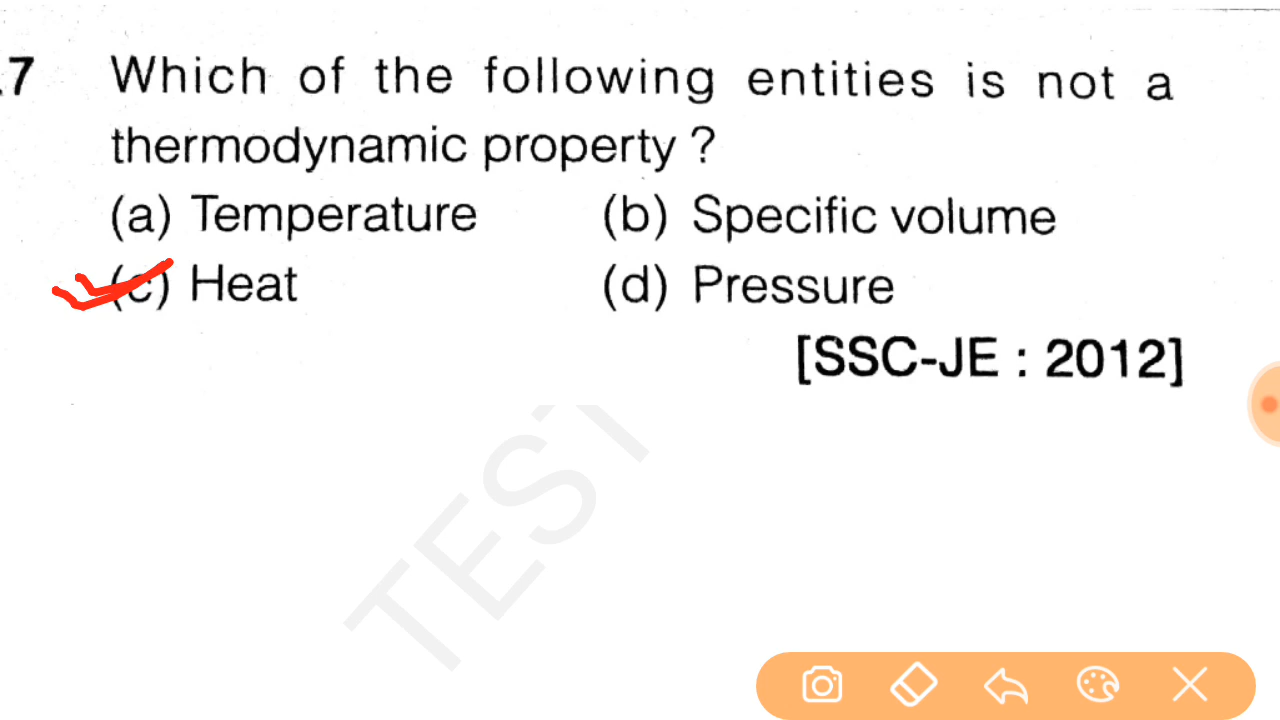 .7 Which of the following entities is not a
thermodynamic property ?
(a) Temperature (b) Specific volume
(c) Heat (d) Pressure
[SSC-JE : 2012]
TEST